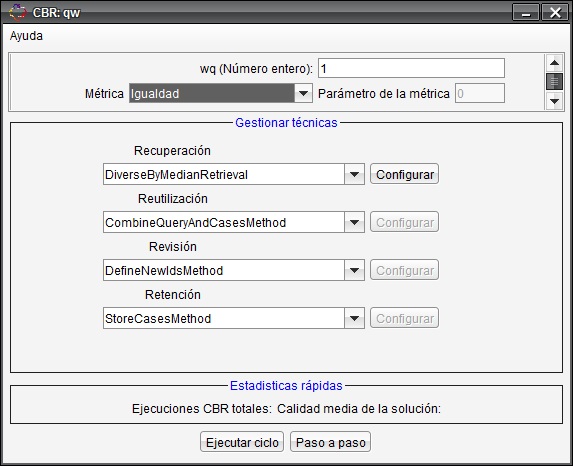 CBR: qw
Ayuda
wq (Número entero): 1
Métrica Igualdad Parámetro de la métrica 0
Gestionar técnicas
Recuperación
DiverseByMedianRetrieval Configurar
Reutilización
CombineQueryAndCasesMethod Configurar
Revisión
DefineNewIdsMethod Configurar
Retención
StoreCasesMethod Configurar
Estadisticas rápidas
Ejecuciones CBR totales: Calidad media de la solución:
Ejecutar ciclo Paso a paso